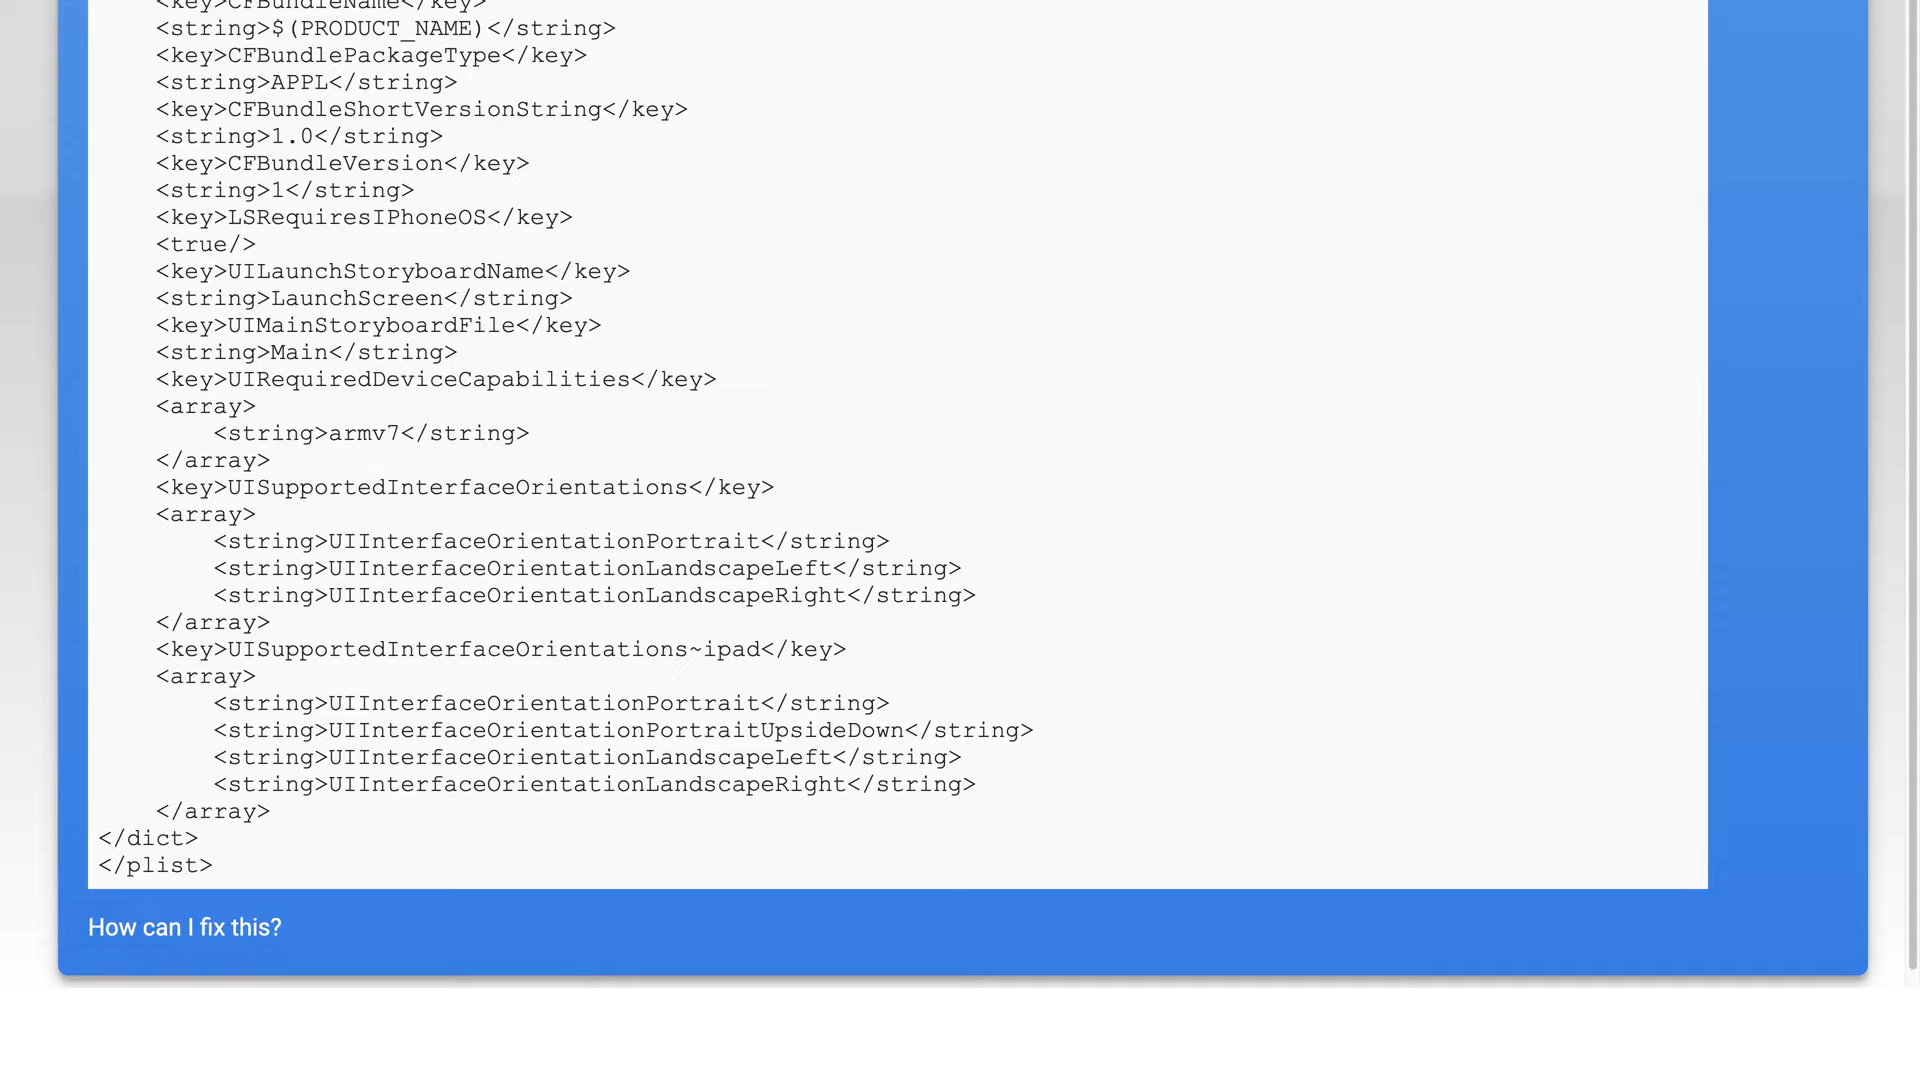 <key>CFBundleName</key>
<string>$(PRODUCT_NAME)</string>
<key>CFBundlePackageType</key>
<string>APPL</string>
<key>CFBundleShortVersionString</key>
<string>1.0</string>
<key>CFBundleVersion</key>
<string>1</string>
<key>LSRequiresIPhoneOS</key>
<true/>
<key>UILaunchStoryboardName</key>
<string>LaunchScreen</string>
<key>UIMainStoryboardFile</key>
<string>Main</string>
<key>UIRequiredDeviceCapabilities</key>
<array>
<string>armv7</string>
</array>
<key>UISupportedInterfaceOrientations</key>
<array>
<string>UIInterfaceOrientationPortrait</string>
<string>UIInterfaceOrientationLandscapeLeft</string>
<string>UIInterfaceOrientationLandscapeRight</string>
</array>
<key>UISupportedInterfaceOrientations~ipad</key>
<array>
<string>UIInterfaceOrientationPortrait</string>
<string>UIInterfaceOrientationPortraitUpsideDown</string>
<string>UIInterfaceOrientationLandscapeLeft</string>
<string>UIInterfaceOrientationLandscapeRight</string>
</array>
</dict>
</plist>
How can I fix this?